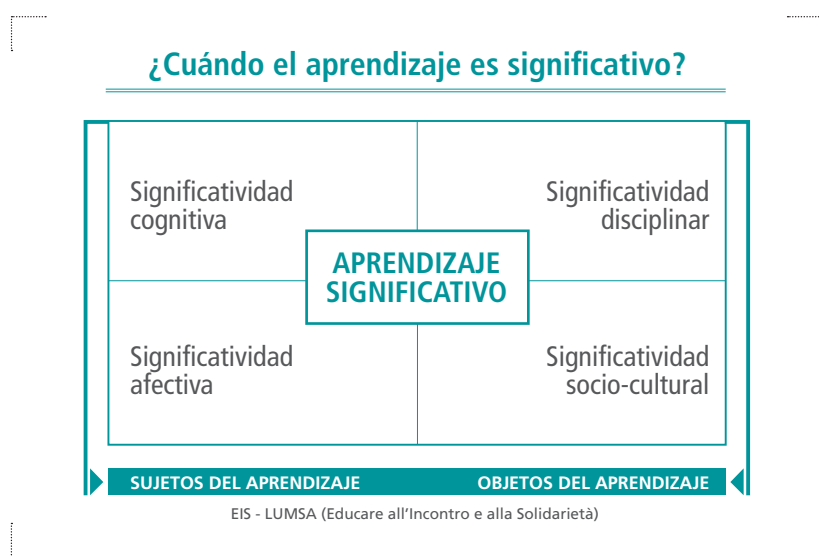 ¿Cuándo el aprendizaje es significativo?
Significatividad
cognitiva
Significatividad
disciplinar
APRENDIZAJE
SIGNIFICATIVO
Significatividad
afectiva
Significatividad
socio-cultural
SUJETOS DEL APRENDIZAJE
OBJETOS DEL APRENDIZAJE
EIS - LUMSA (Educare all’Incontro e alla Solidarietà)